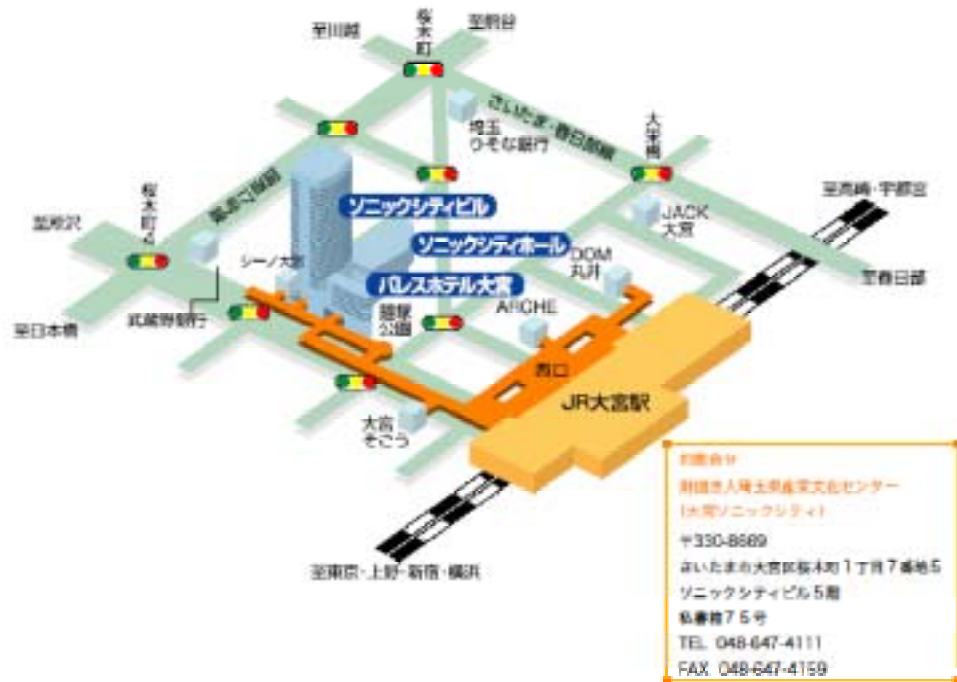 至川越
桜木町
至熊谷
さいたま・春日部線
埼玉
りそな銀行
大栄橋
至高崎・宇都宮
桜木町
至所沢
ソニックシティビル
JACK
大宮
ソニックシティホール
シーノ大宮
DOM
丸井
至春日部
パレスホテル大宮
至日本橋
武蔵野銀行
鐘塚
公園
ARCHE
西口
JR大宮駅
大宮
そごう
至東京・上野・新宿・横浜
お問合せ
財団法人埼玉県産業文化センター
(大宮ソニックシティ)
〒330-8669
さいたま市大宮区桜木町1丁目7番地5
ソニックシティビル5階
私書箱75号
TEL 048-647-4111
FAX 048-647-4159